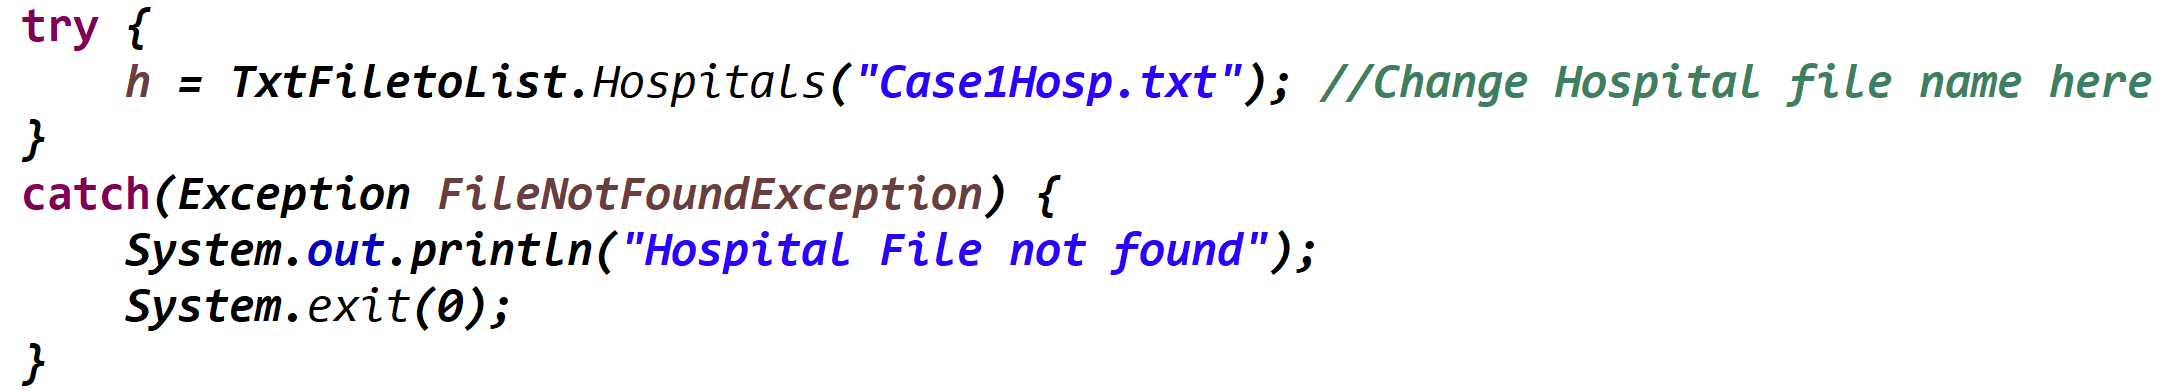 try {
    h = TxtFiletoList.Hospitals("Case1Hosp.txt"); //Change Hospital file name here
}
catch(Exception FileNotFoundException) {
    System.out.println("Hospital File not found");
    System.exit(0);
}